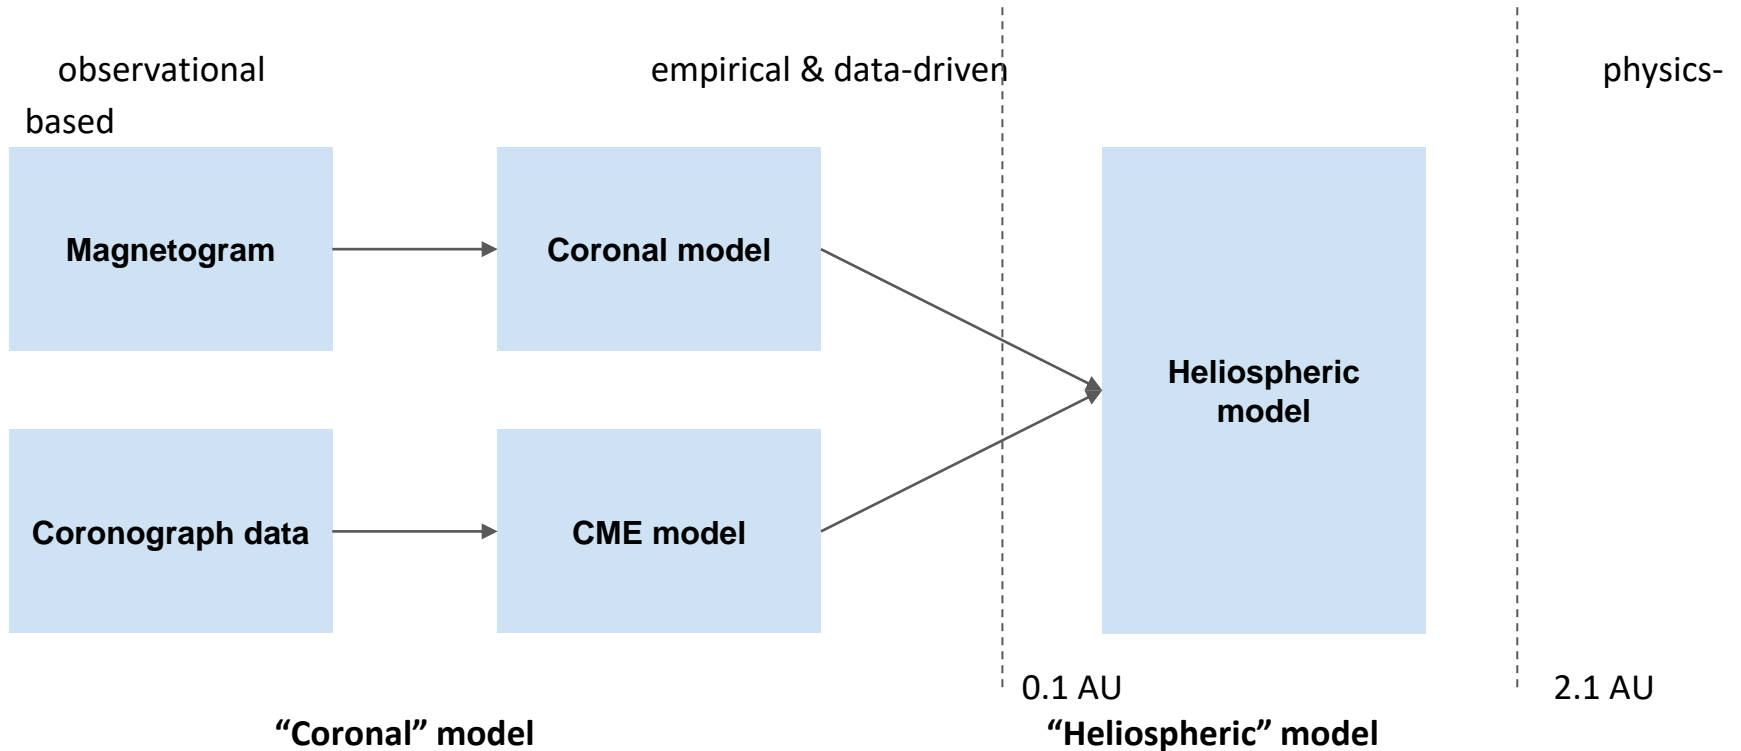 observational empirical & data-driven physics-
based
Magnetogram
Coronal model
Heliospheric
model
Coronograph data
CME model
0.1 AU
2.1 AU
“Coronal” model
“Heliospheric” model